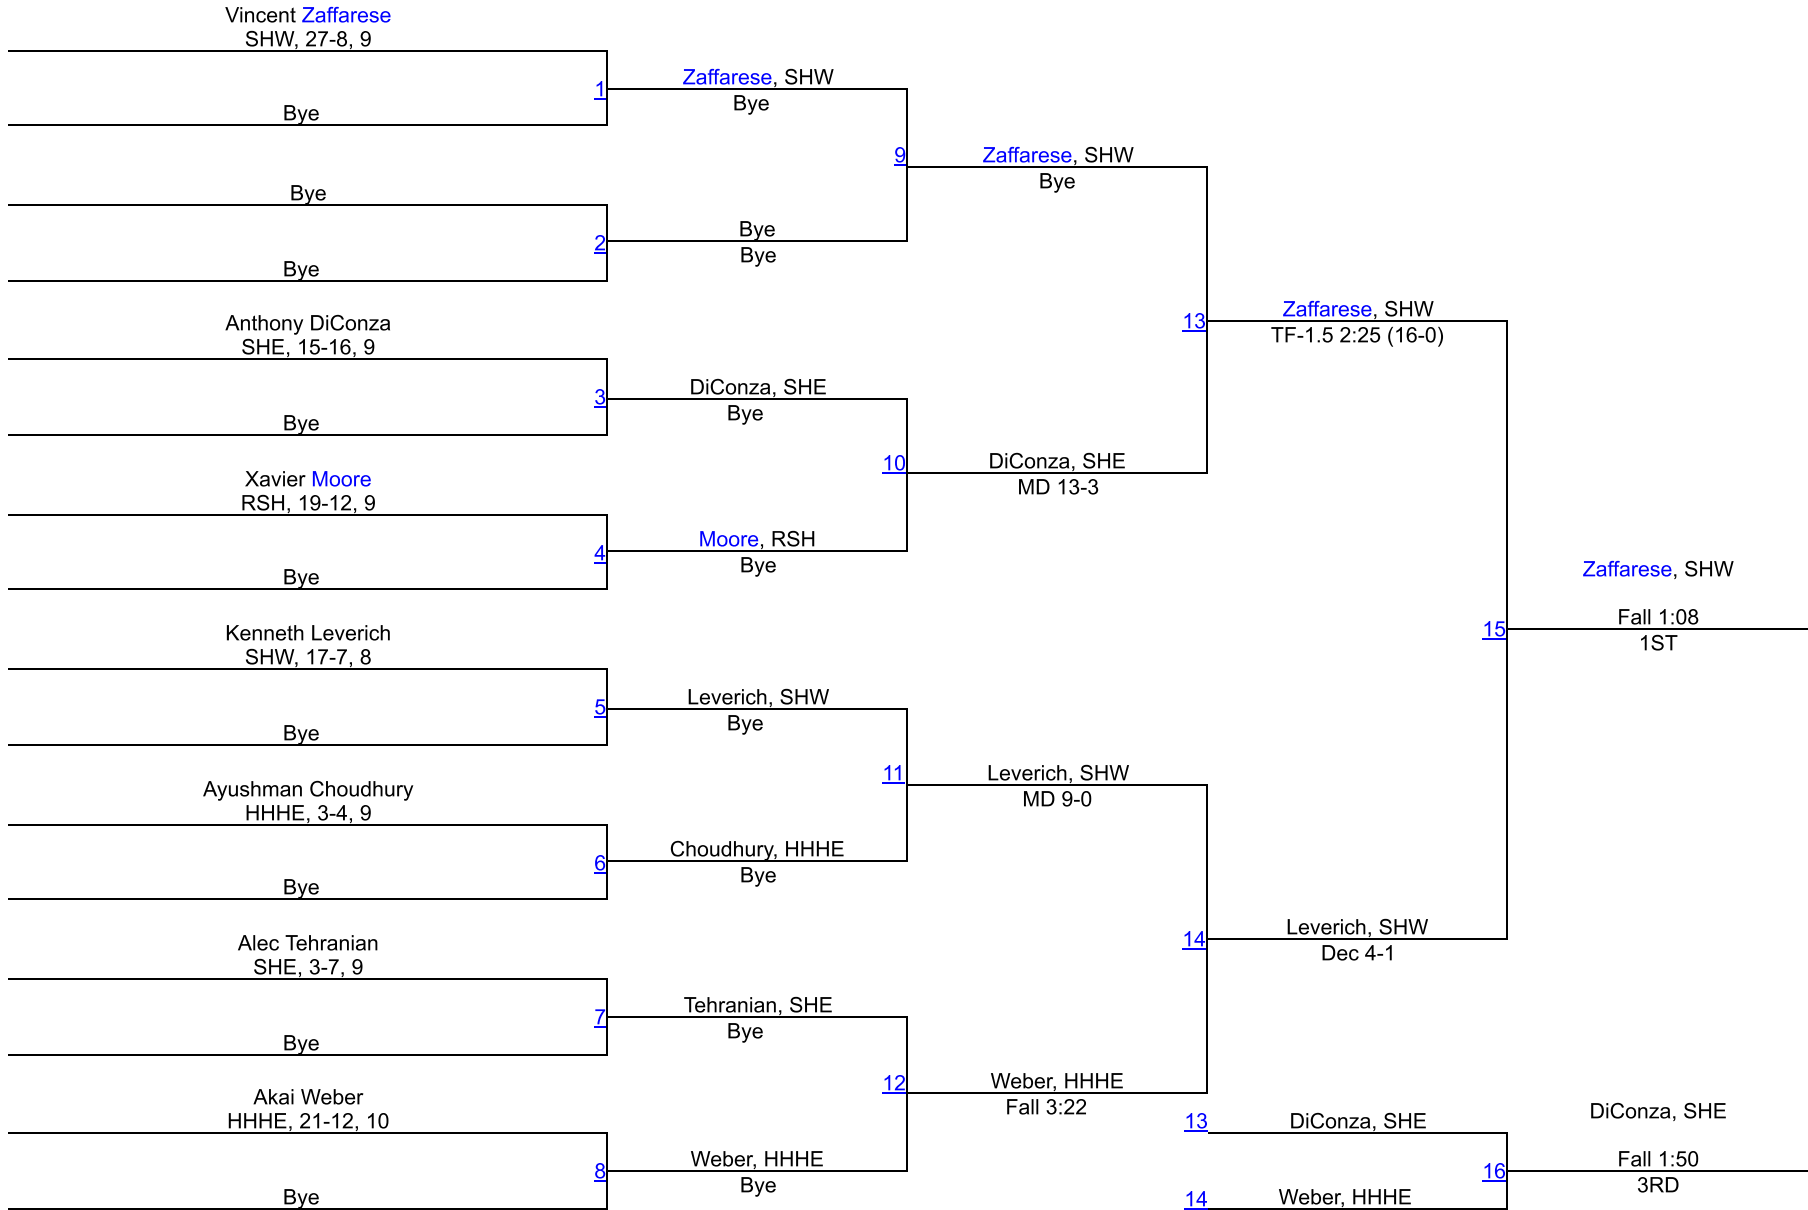 Vincent Zaffarese
SHW, 27-8, 9
Bye
1
Zaffarese, SHW
Bye
Bye
Bye
2
Bye
Bye
9
Zaffarese, SHW
Bye
Anthony DiConza
SHE, 15-16, 9
Bye
3
DiConza, SHE
Bye
Xavier Moore
RSH, 19-12, 9
Bye
4
Moore, RSH
Bye
10
DiConza, SHE
MD 13-3
13
Zaffarese, SHW
TF-1.5 2:25 (16-0)
Kenneth Leverich
SHW, 17-7, 8
Bye
5
Leverich, SHW
Bye
Ayushman Choudhury
HHHE, 3-4, 9
Bye
6
Choudhury, HHHE
Bye
11
Leverich, SHW
MD 9-0
Alec Tehranian
SHE, 3-7, 9
Bye
7
Tehranian, SHE
Bye
Akai Weber
HHHE, 21-12, 10
Bye
8
Weber, HHHE
Bye
12
Weber, HHHE
Fall 3:22
14
Leverich, SHW
Dec 4-1
15
Zaffarese, SHW
Fall 1:08
1ST
13
DiConza, SHE
14
Weber, HHHE
16
DiConza, SHE
Fall 1:50
3RD